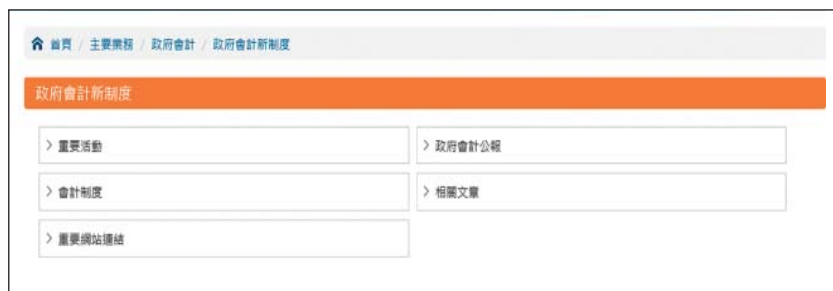 首頁 / 主要業務 / 政府會計 / 政府會計新制度
政府會計新制度
> 重要活動
> 政府會計公報
> 會計制度
> 相關文章
> 重要網站連結